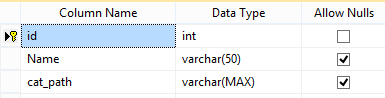 Column Name Data Type Allow Nulls
id int
Name varchar(50)
cat_path varchar(MAX)